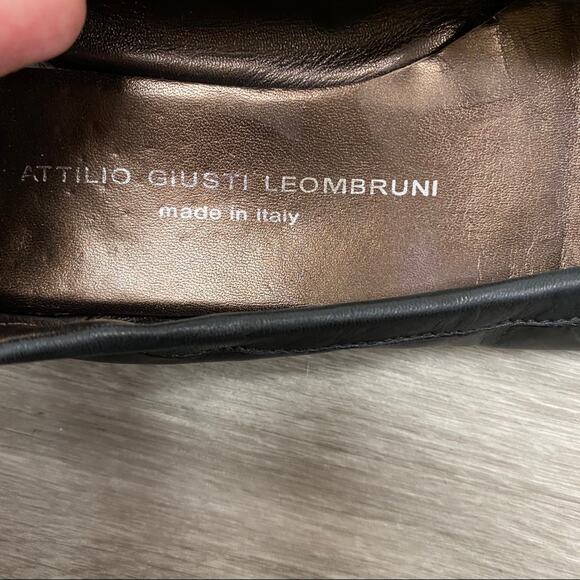 ATTILIO GIUSTI LEOMBRUNI
made in italy